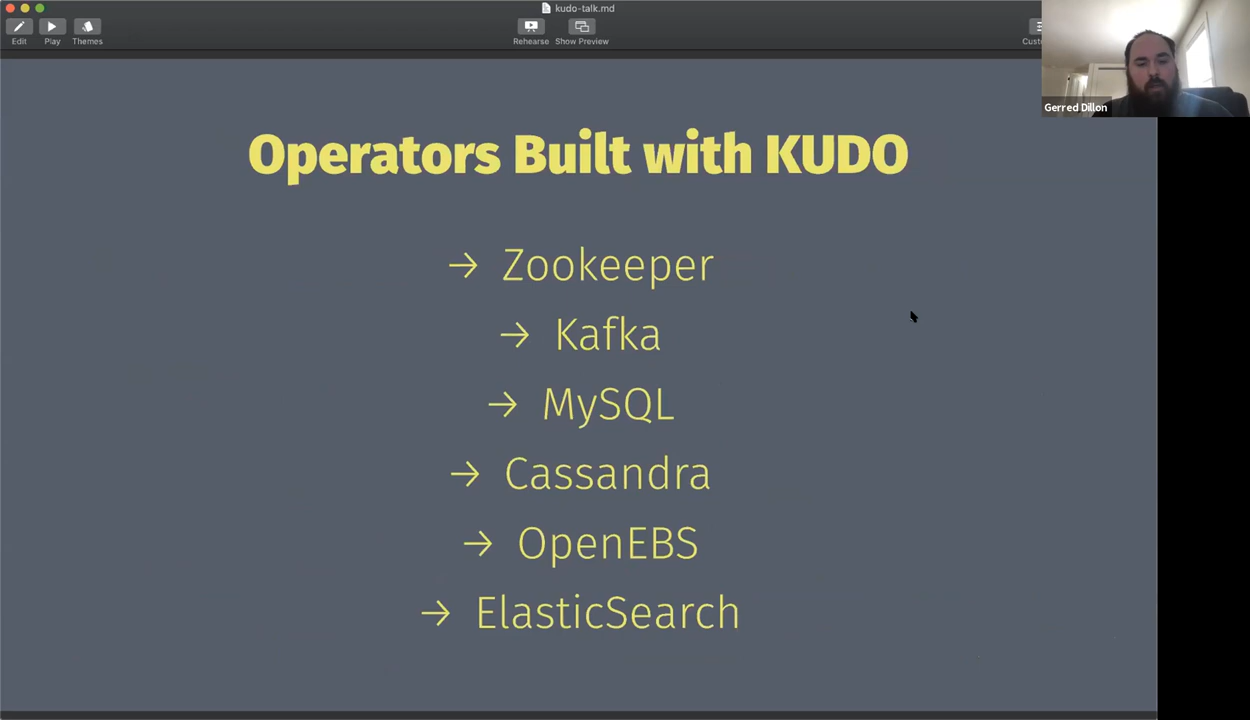 kudo-talk.md
Edit
Play
Themes
Rehearse
Show Preview
Gerred Dillon
Operators Built with KUDO
→ Zookeeper
→ Kafka
→ MySQL
→ Cassandra
→ OpenEBS
→ ElasticSearch